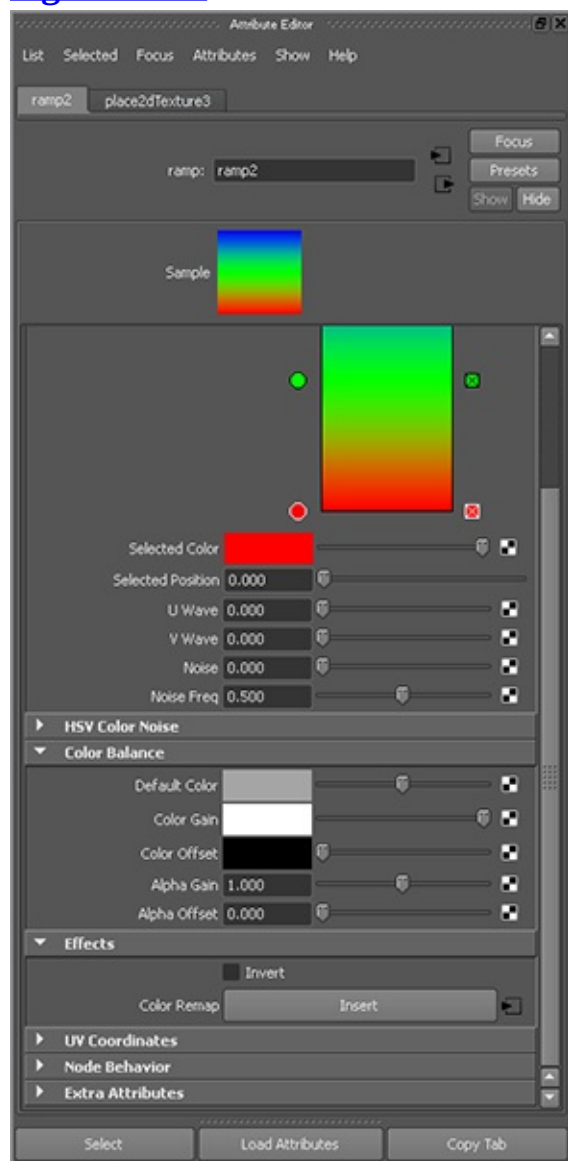 Attribute Editor
List Selected Focus Attributes Show Help
ramp2 place2dTexture3
Focus
ramp: ramp2
Presets
Show Hide
Sample
Selected Color
Selected Position 0.000
U Wave 0.000
V Wave 0.000
Noise 0.000
Noise Freq 0.500
HSV Color Noise
Color Balance
Default Color
Color Gain
Color Offset
Alpha Gain 1.000
Alpha Offset 0.000
Effects
Invert
Color Remap Insert
UV Coordinates
Node Behavior
Extra Attributes
Select Load Attributes Copy Tab